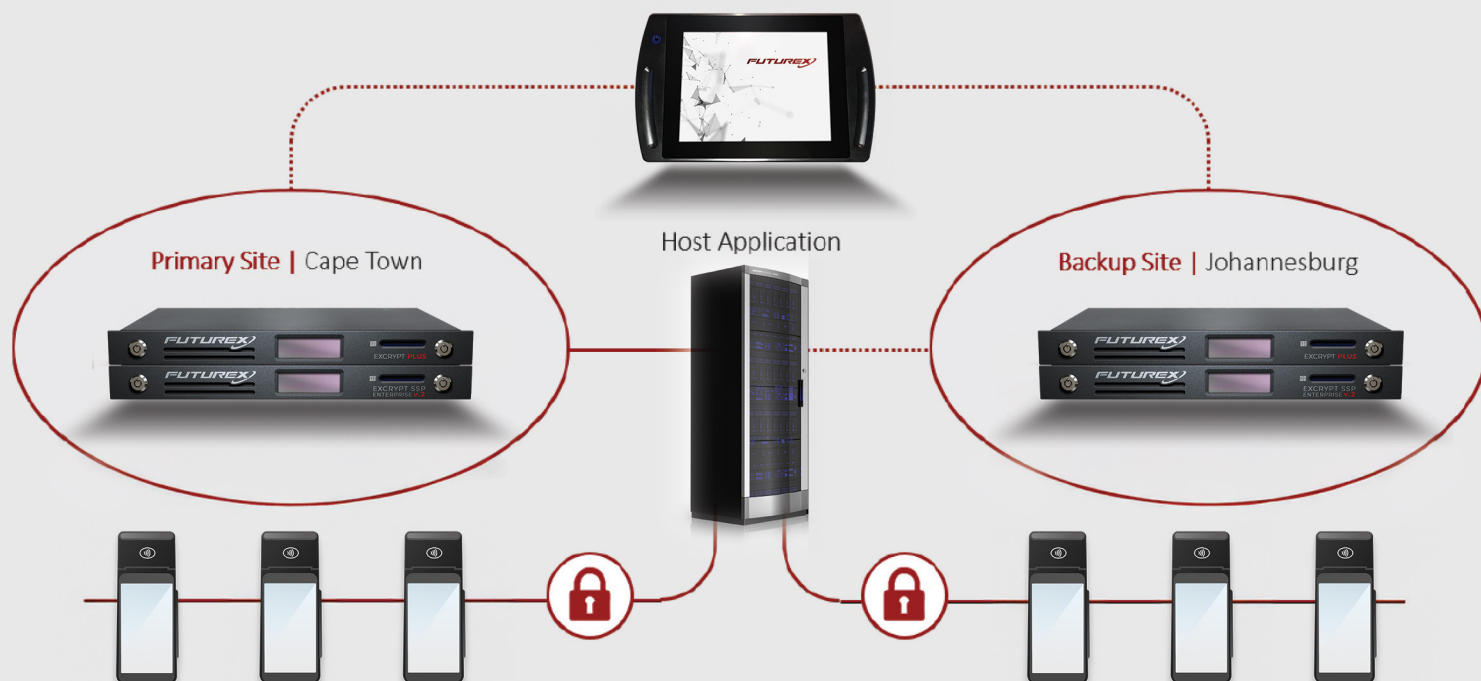 FUTUREX
Host Application
Primary Site | Cape Town
Backup Site | Johannesburg
FUTUREX
EXCRYPT PLUS
FUTUREX
EXCRYPT SSP
ENTERPRISE V.2
FUTUREX
EXCRYPT PLUS
FUTUREX
EXCRYPT SSP
ENTERPRISE V.2